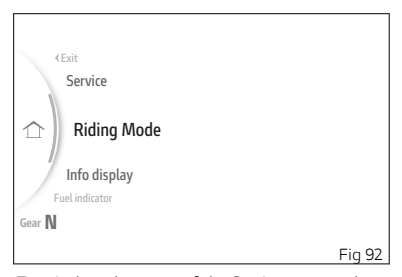 ‹Exit
Service
Riding Mode
Info display
Fuel indicator
Gear N
Fig 92